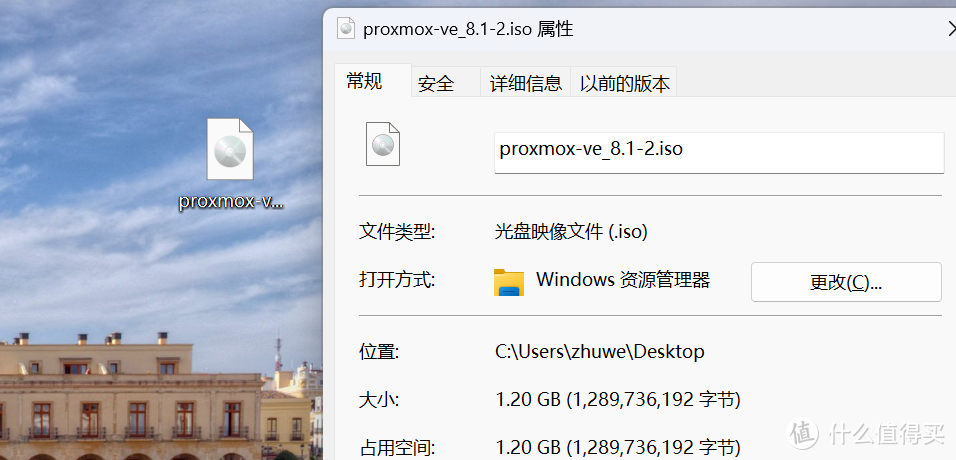 proxmox-ve_8.1-2.iso 属性
常规
安全
详细信息
以前的版本
proxmox-ve_8.1-2.iso
proxmox-v...
文件类型:
光盘映像文件 (.iso)
打开方式:
Windows 资源管理器
更改(C)...
位置:
C:\Users\zhuwe\Desktop
大小:
1.20 GB (1,289,736,192 字节)
占用空间:
1.20 GB (1,289,736,192 字节)
值 什么值得买